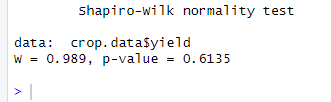 Shapiro-Wilk normality test
data:  crop.data$yield
W = 0.989, p-value = 0.6135
>